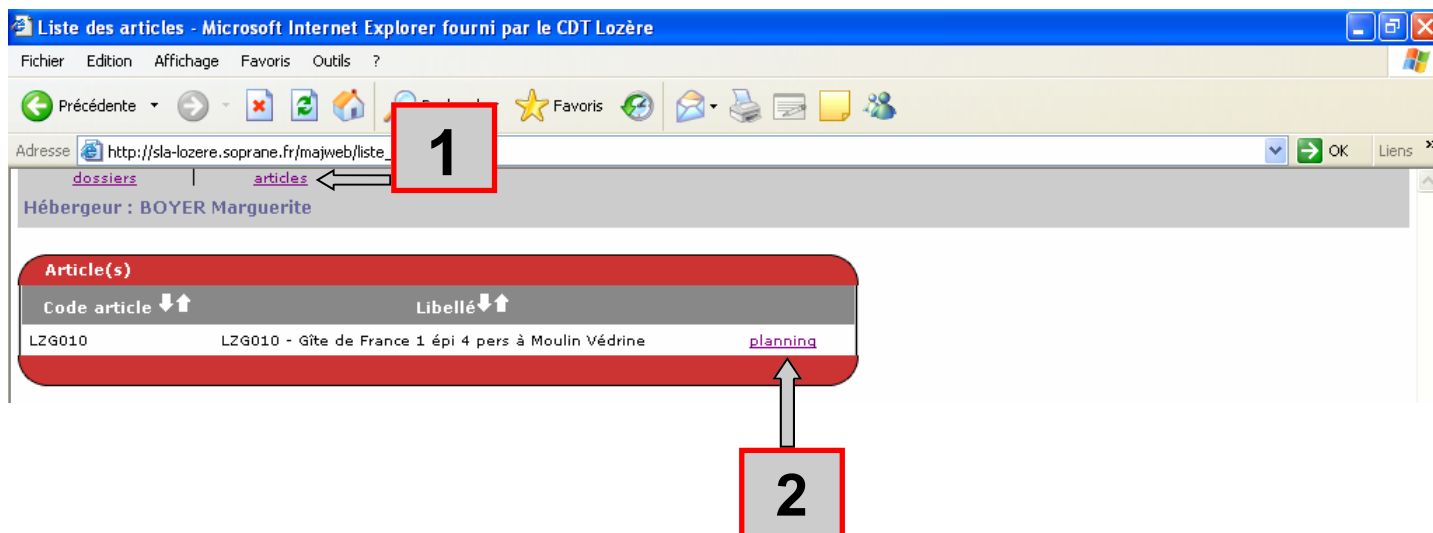 Liste des articles - Microsoft Internet Explorer fourni par le CDT Lozère
Fichier Edition Affichage Favoris Outils ?
Précédente Favoris
Adresse http://sla-lozere.soprane.fr/majweb/liste_ OK Liens »
1
dossiers | articles
Hébergeur : BOYER Marguerite
Article(s)
Code article Libellé
LZG010 LZG010 - Gîte de France 1 épi 4 pers à Moulin Védrine planning
2